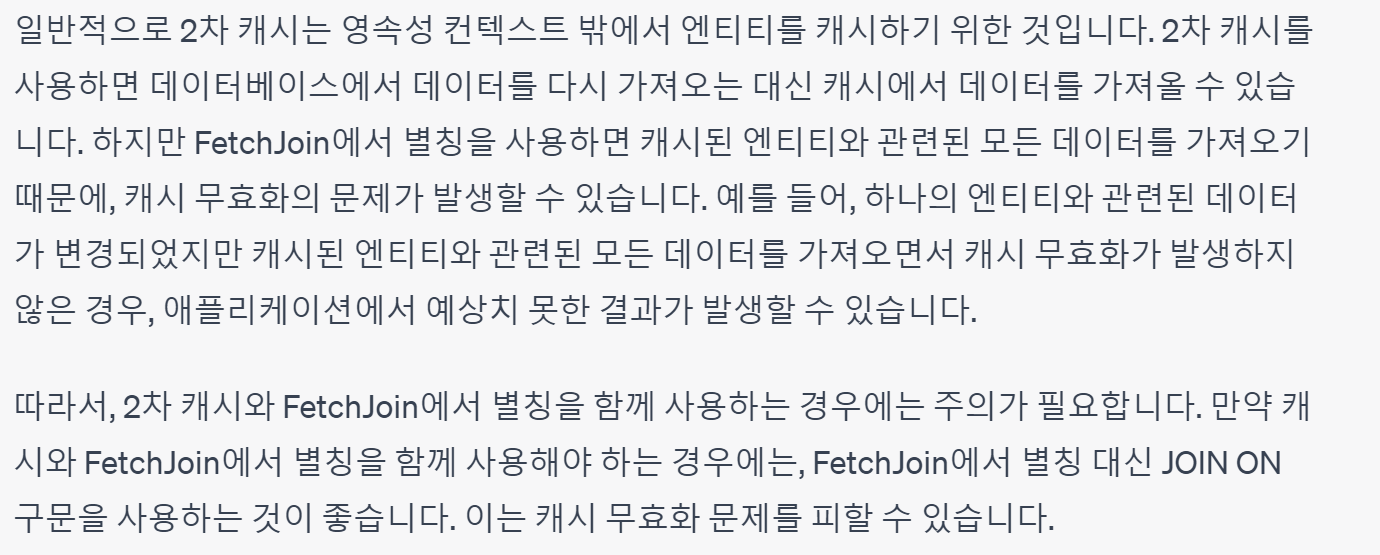 일반적으로 2차 캐시는 영속성 컨텍스트 밖에서 엔티티를 캐시하기 위한 것입니다. 2차 캐시를
사용하면 데이터베이스에서 데이터를 다시 가져오는 대신 캐시에서 데이터를 가져올 수 있습
니다. 하지만 FetchJoin에서 별칭을 사용하면 캐시된 엔티티와 관련된 모든 데이터를 가져오기
때문에, 캐시 무효화의 문제가 발생할 수 있습니다. 예를 들어, 하나의 엔티티와 관련된 데이터
가 변경되었지만 캐시된 엔티티와 관련된 모든 데이터를 가져오면서 캐시 무효화가 발생하지
않은 경우, 애플리케이션에서 예상치 못한 결과가 발생할 수 있습니다.
따라서, 2차 캐시와 FetchJoin에서 별칭을 함께 사용하는 경우에는 주의가 필요합니다. 만약 캐
시와 FetchJoin에서 별칭을 함께 사용해야 하는 경우에는, FetchJoin에서 별칭 대신 JOIN ON
구문을 사용하는 것이 좋습니다. 이는 캐시 무효화 문제를 피할 수 있습니다.